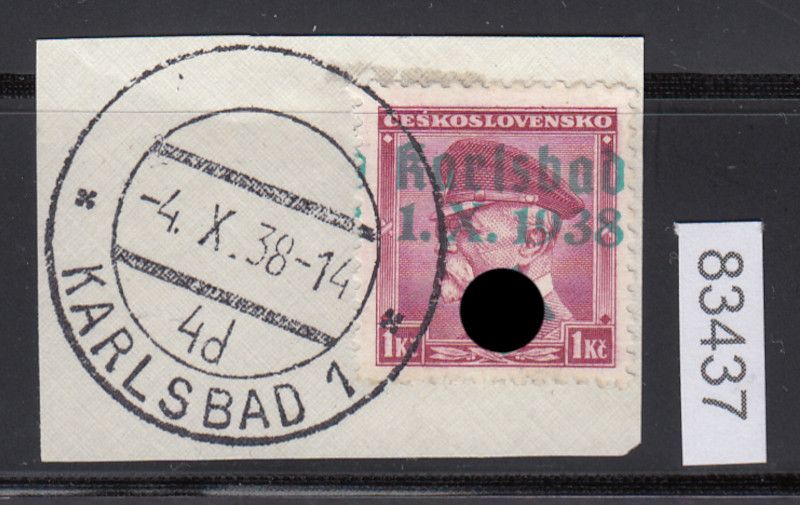 -4. X. 38-14
4d
KARLSBAD 1
ČESKOSLOVENSKO
Karlsbad
1. X. 1938
1Kč 1Kč
83437